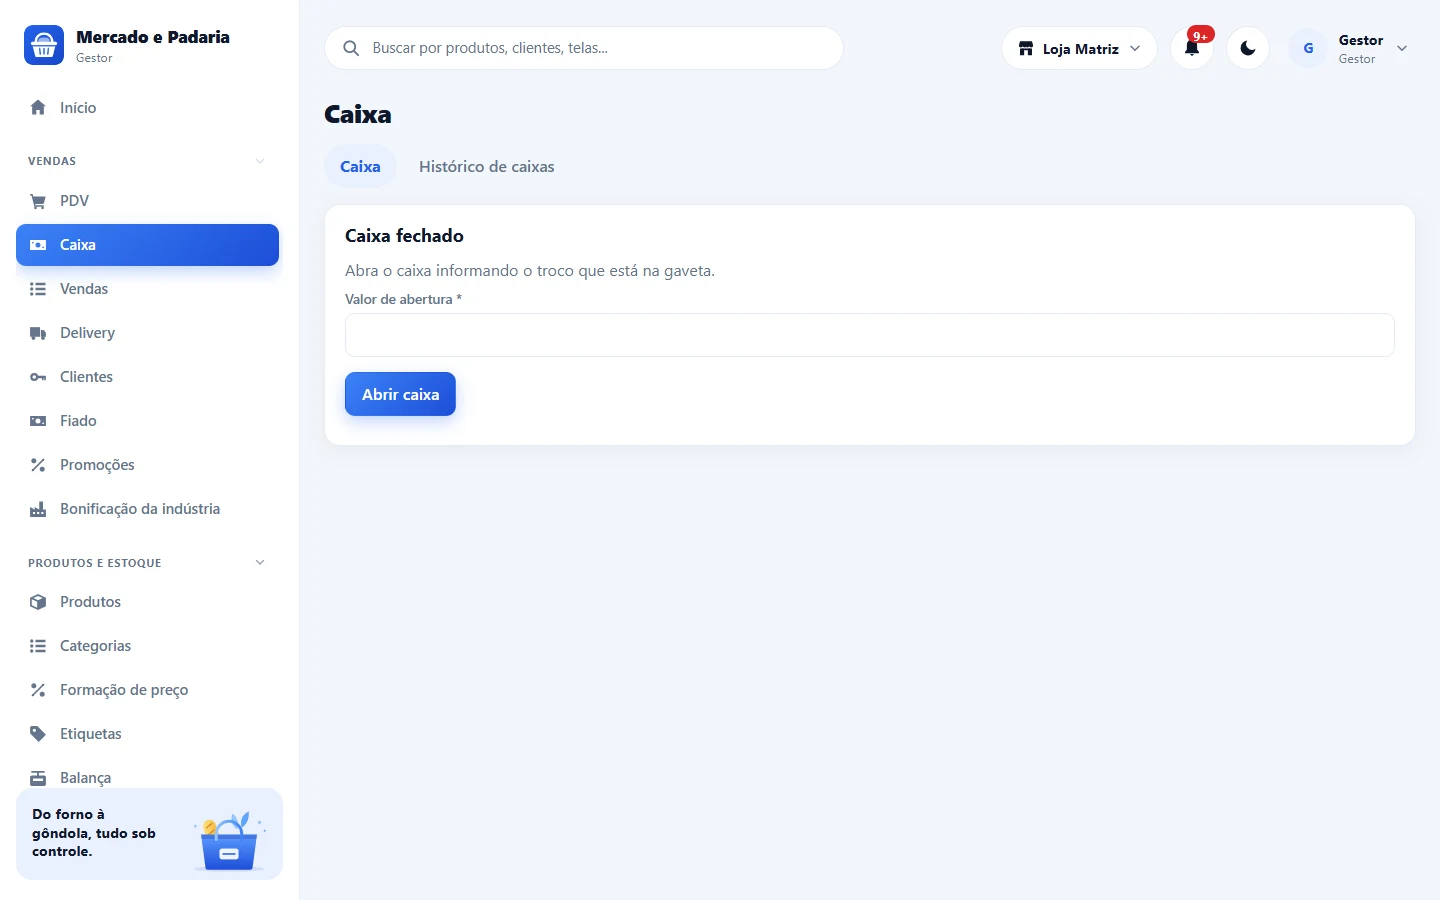 Mercado e Padaria
Gestor
Início
VENDAS
PDV
Caixa
Vendas
Delivery
Clientes
Fiado
Promoções
Bonificação da indústria
PRODUTOS E ESTOQUE
Produtos
Categorias
Formação de preço
Etiquetas
Balança
Do forno à
gôndola, tudo sob
controle.
Buscar por produtos, clientes, telas...
Loja Matriz
9+
G
Gestor
Gestor
Caixa
Caixa
Histórico de caixas
Caixa fechado
Abra o caixa informando o troco que está na gaveta.
Valor de abertura *
Abrir caixa